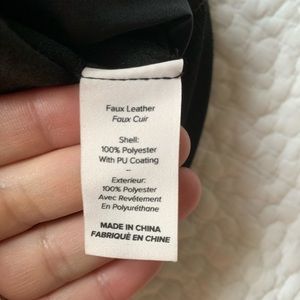 Faux Leather
Faux Cuir
Shell:
100% Polyester
With PU Coating
–
Exterieur:
100% Polyester
Avec Revêtement
En Polyuréthane
MADE IN CHINA
FABRIQUÉ EN CHINE